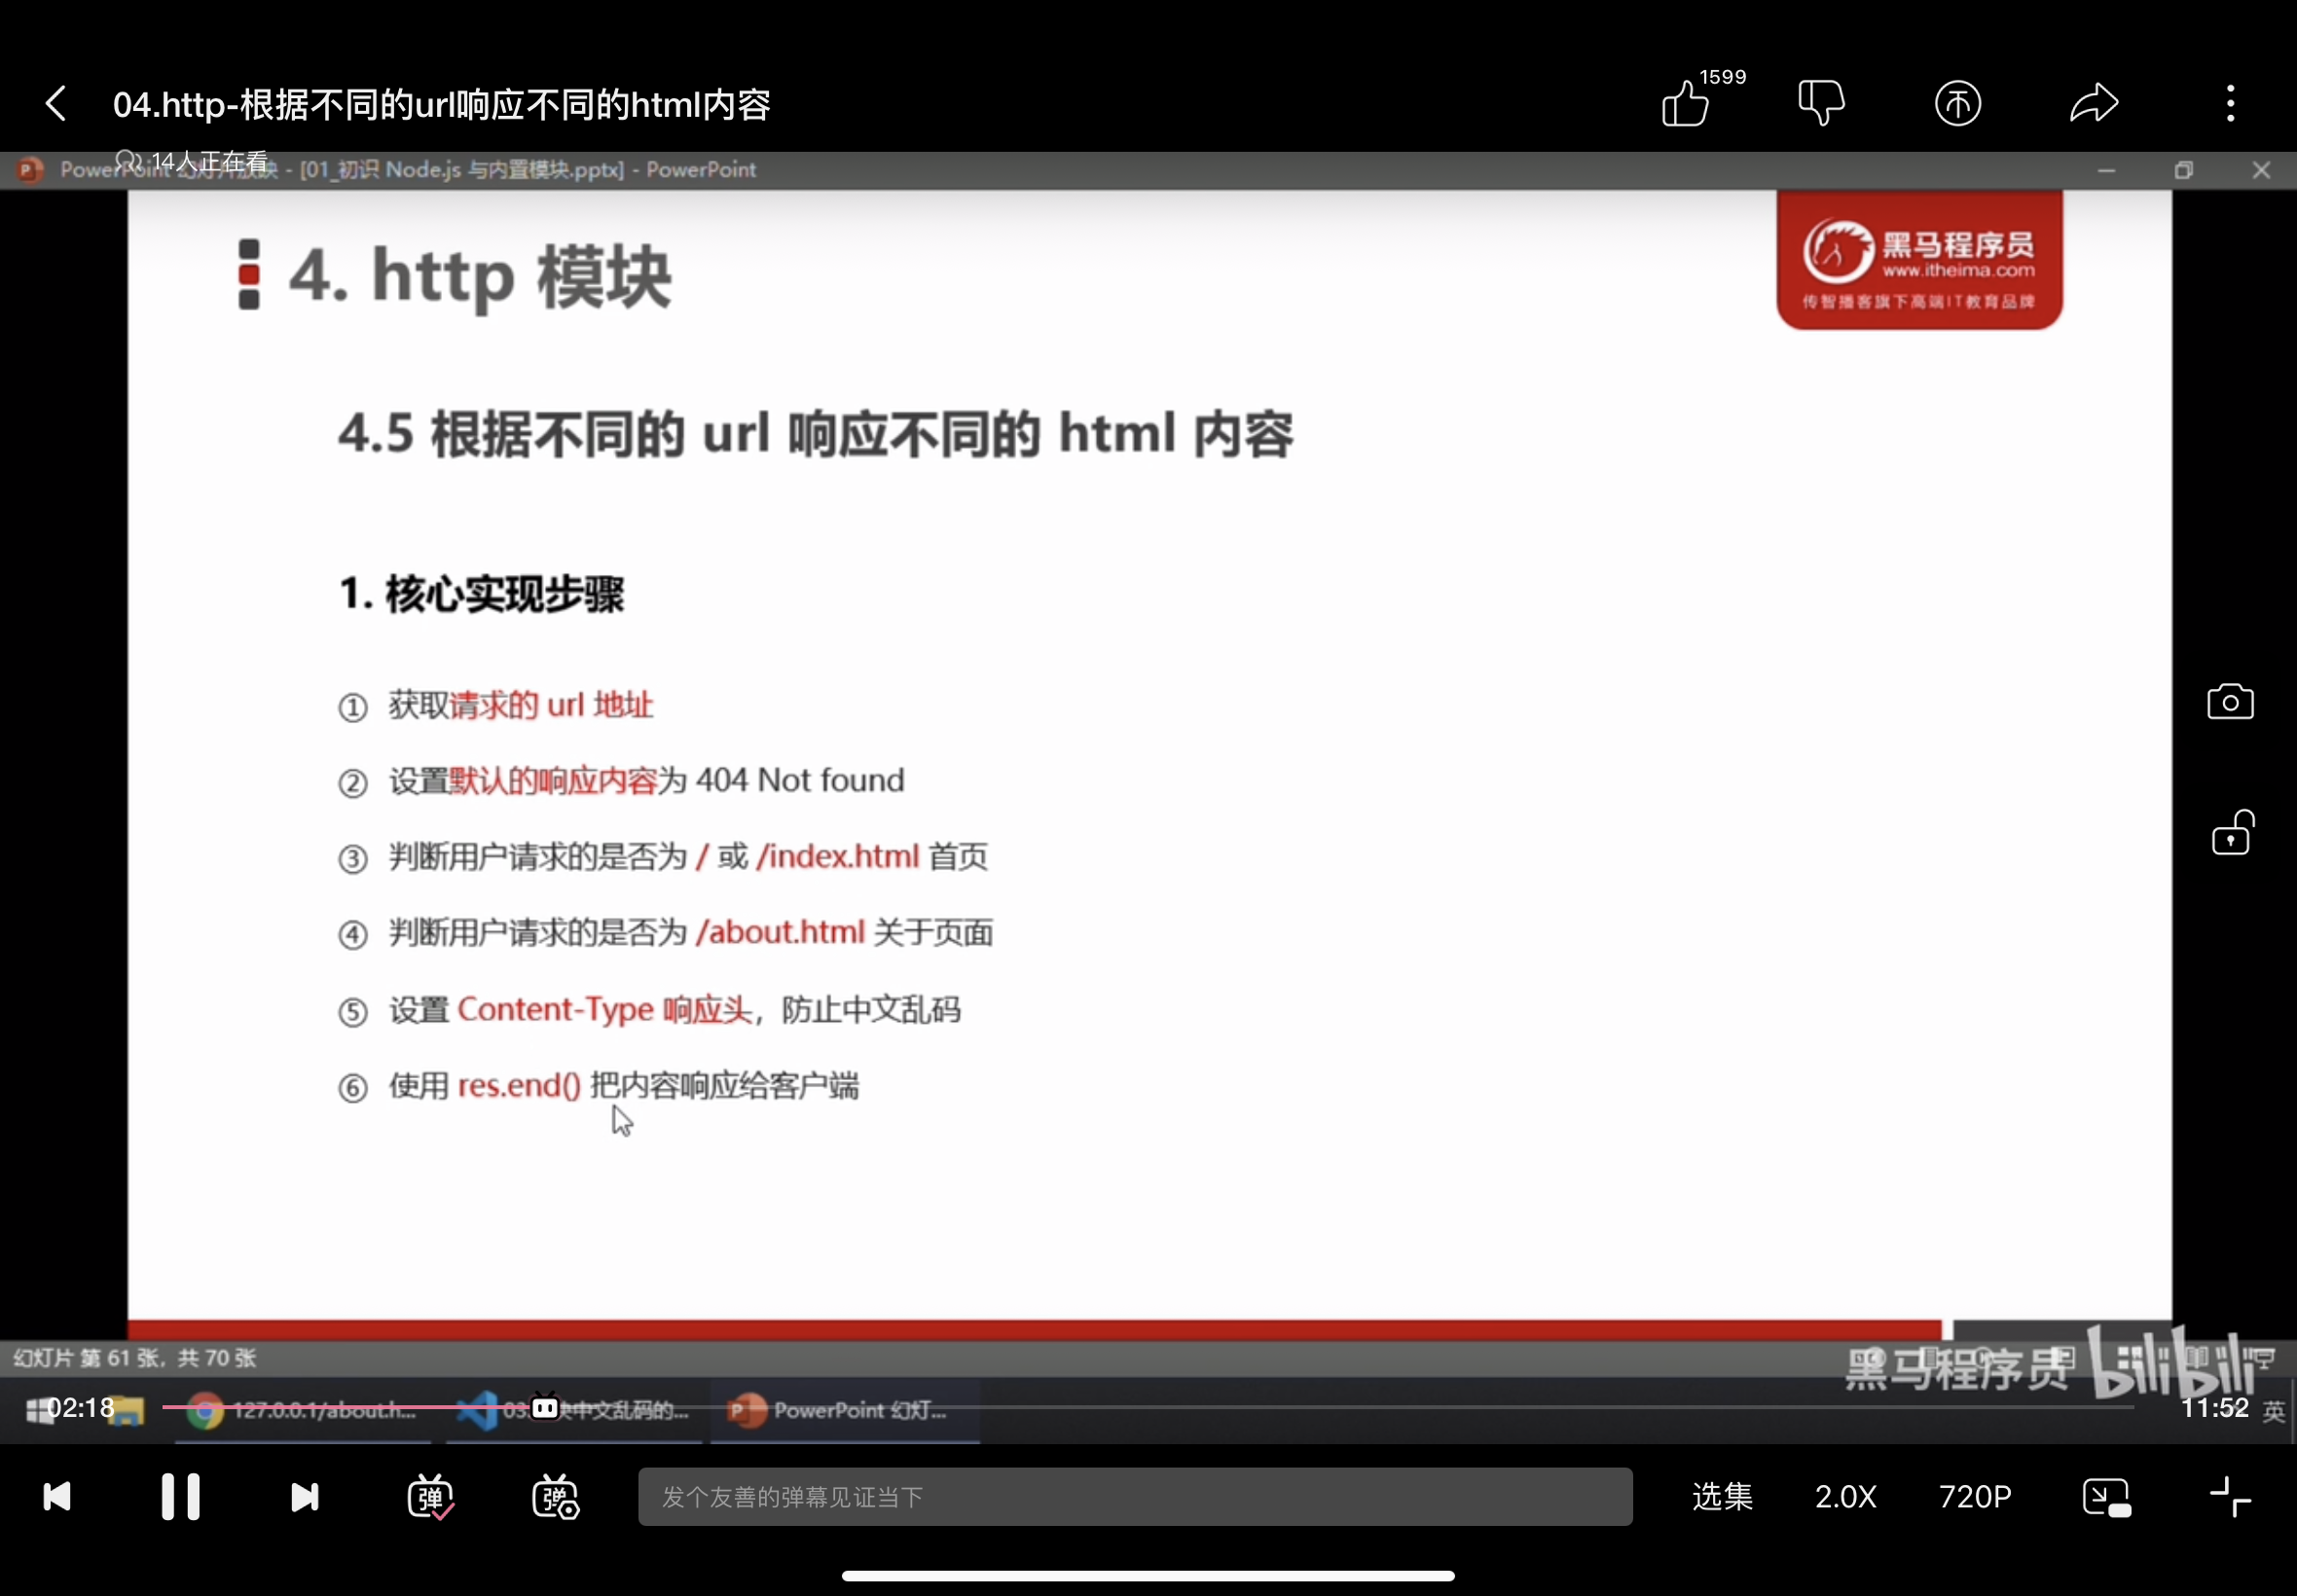 04.http-根据不同的url响应不同的html内容
1599
14人正在看
PowerPoint 幻灯片放映 - [01_初识 Node.js 与内置模块.pptx] - PowerPoint
4. http 模块
黑马程序员
www.itheima.com
传智播客旗下高端IT教育品牌
4.5 根据不同的 url 响应不同的 html 内容
1. 核心实现步骤
① 获取请求的 url 地址
② 设置默认的响应内容为 404 Not found
③ 判断用户请求的是否为 / 或 /index.html 首页
④ 判断用户请求的是否为 /about.html 关于页面
⑤ 设置 Content-Type 响应头，防止中文乱码
⑥ 使用 res.end() 把内容响应给客户端
幻灯片 第 61 张，共 70 张
黑马程序员 bilibili
02:18
127.0.0.1/about.h...
中文乱码的...
PowerPoint 幻灯...
11:52
英
弹
弹
发个友善的弹幕见证当下
选集
2.0X
720P